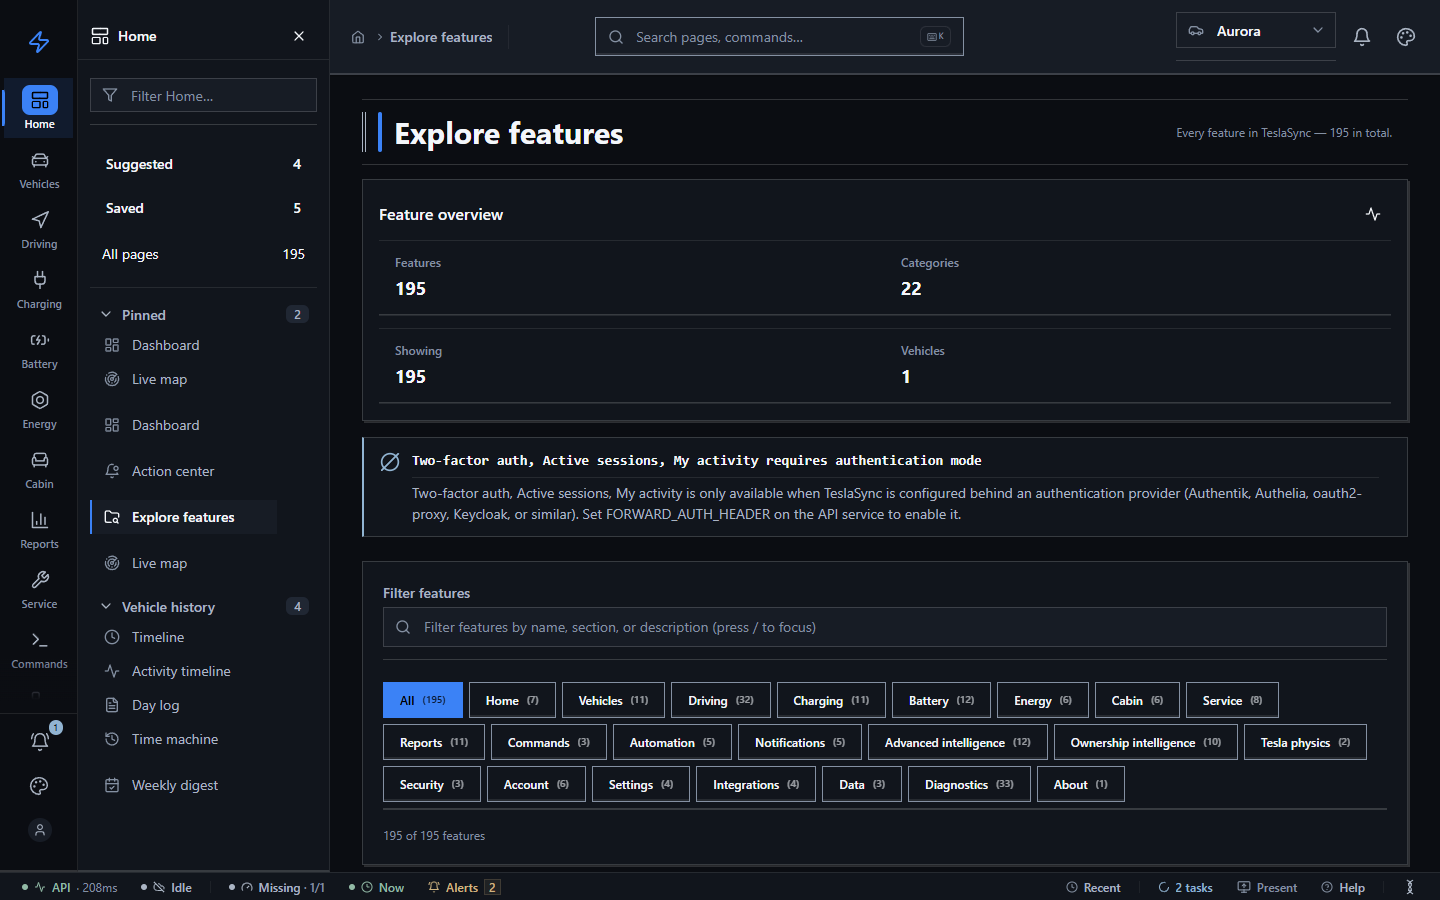 Home
Explore features
Search pages, commands...
K
Aurora
Filter Home...
Home
Vehicles
Driving
Charging
Battery
Energy
Cabin
Reports
Service
Commands
1
Suggested 4
Saved 5
All pages 195
Pinned 2
Dashboard
Live map
Dashboard
Action center
Explore features
Live map
Vehicle history 4
Timeline
Activity timeline
Day log
Time machine
Weekly digest
Explore features
Every feature in TeslaSync — 195 in total.
Feature overview
Features
195
Categories
22
Showing
195
Vehicles
1
Two-factor auth, Active sessions, My activity requires authentication mode
Two-factor auth, Active sessions, My activity is only available when TeslaSync is configured behind an authentication provider (Authentik, Authelia, oauth2-
proxy, Keycloak, or similar). Set FORWARD_AUTH_HEADER on the API service to enable it.
Filter features
Filter features by name, section, or description (press / to focus)
All (195) Home (7) Vehicles (11) Driving (32) Charging (11) Battery (12) Energy (6) Cabin (6) Service (8)
Reports (11) Commands (3) Automation (5) Notifications (5) Advanced intelligence (12) Ownership intelligence (10) Tesla physics (2)
Security (3) Account (6) Settings (4) Integrations (4) Data (3) Diagnostics (33) About (1)
195 of 195 features
API · 208ms Idle Missing · 1/1 Now Alerts 2 Recent 2 tasks Present Help